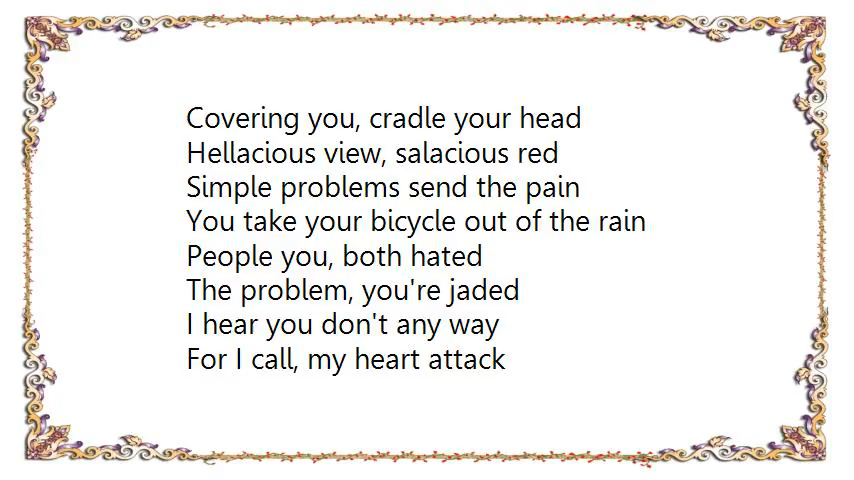 Covering you, cradle your head
Hellacious view, salacious red
Simple problems send the pain
You take your bicycle out of the rain
People you, both hated
The problem, you're jaded
I hear you don't any way
For I call, my heart attack